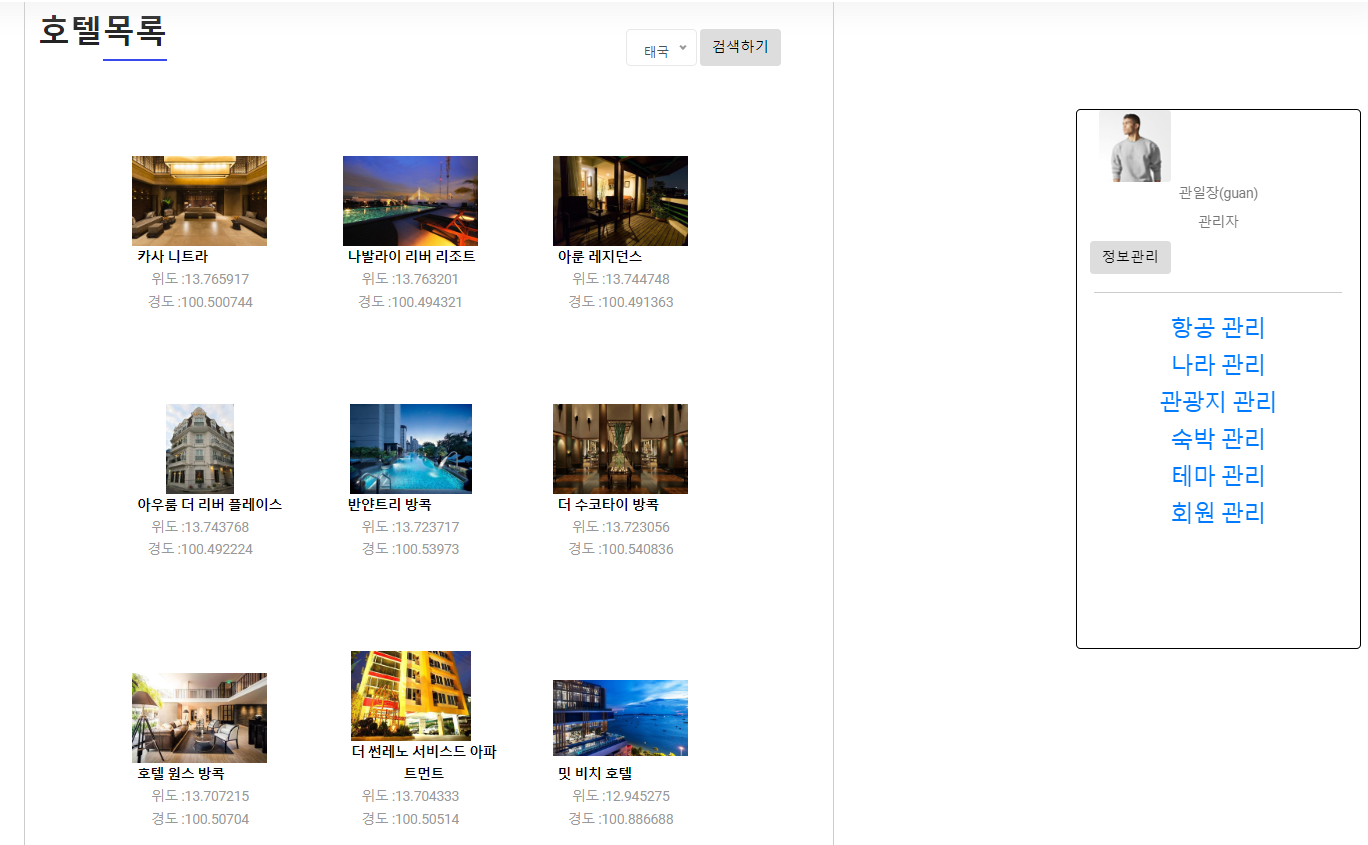 호텔목록
태국
검색하기
카사 니트라
위도 :13.765917
경도 :100.500744
나발라이 리버 리조트
위도 :13.763201
경도 :100.494321
아룬 레지던스
위도 :13.744748
경도 :100.491363
아우룸 더 리버 플레이스
위도 :13.743768
경도 :100.492224
반얀트리 방콕
위도 :13.723717
경도 :100.53973
더 수코타이 방콕
위도 :13.723056
경도 :100.540836
호텔 원스 방콕
위도 :13.707215
경도 :100.50704
더 썬레노 서비스드 아파
트먼트
위도 :13.704333
경도 :100.50514
밋 비치 호텔
위도 :12.945275
경도 :100.886688
관일장(guan)
관리자
정보관리
항공 관리
나라 관리
관광지 관리
숙박 관리
테마 관리
회원 관리